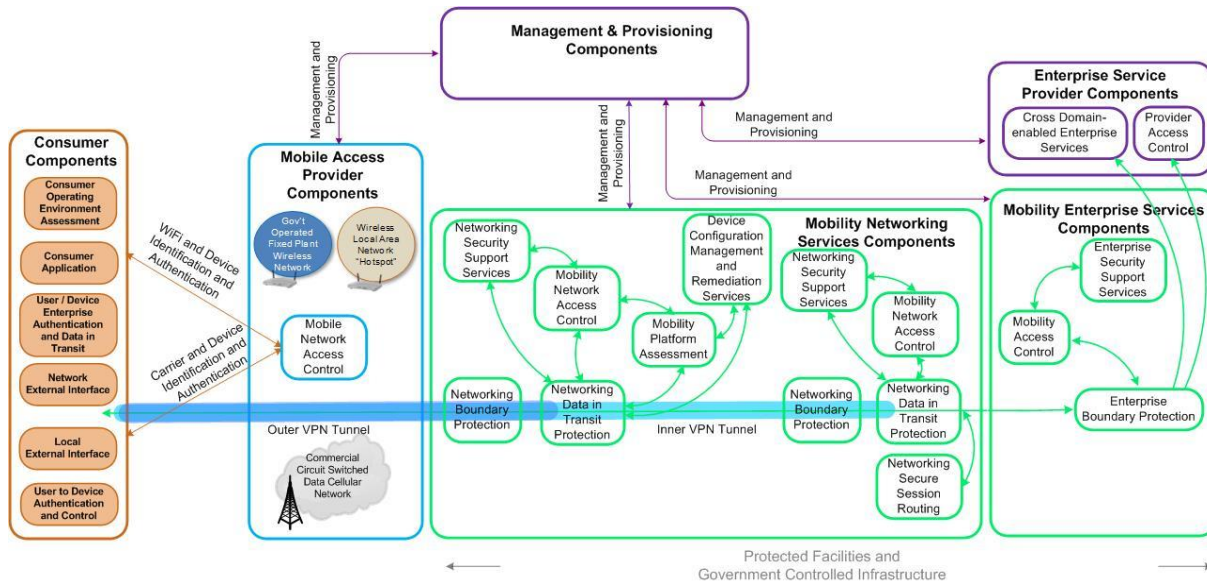 Management & Provisioning
Components
Management and
Provisioning
Enterprise Service
Provider Components
Cross Domain-
enabled Enterprise
Services
Provider
Access
Control
Management and
Provisioning
Management and
Provisioning
Management and
Provisioning
Consumer
Components
Consumer
Operating
Environment
Assessment
Consumer
Application
User / Device
Enterprise
Authentication
and Data in
Transit
Network
External Interface
Local
External Interface
User to Device
Authentication
and Control
WiFi and Device
Identification and
Authentication
Carrier and Device
Identification and
Authentication
Mobile Access
Provider
Components
Gov't
Operated
Fixed Plant
Wireless
Network
Wireless
Local Area
Network
"Hotspot"
Mobile
Network
Access
Control
Outer VPN Tunnel
Commercial
Circuit Switched
Data Cellular
Network
Mobility Networking
Services Components
Networking
Security
Support
Services
Mobility
Network
Access
Control
Device
Configuration
Management
and
Remediation
Services
Mobility
Platform
Assessment
Networking
Boundary
Protection
Networking
Data in
Transit
Protection
Inner VPN Tunnel
Networking
Security
Support
Services
Mobility
Network
Access
Control
Networking
Boundary
Protection
Networking
Data in
Transit
Protection
Networking
Secure
Session
Routing
Mobility Enterprise Services
Components
Enterprise
Security
Support
Services
Mobility
Access
Control
Enterprise
Boundary Protection
Protected Facilities and
Government Controlled Infrastructure